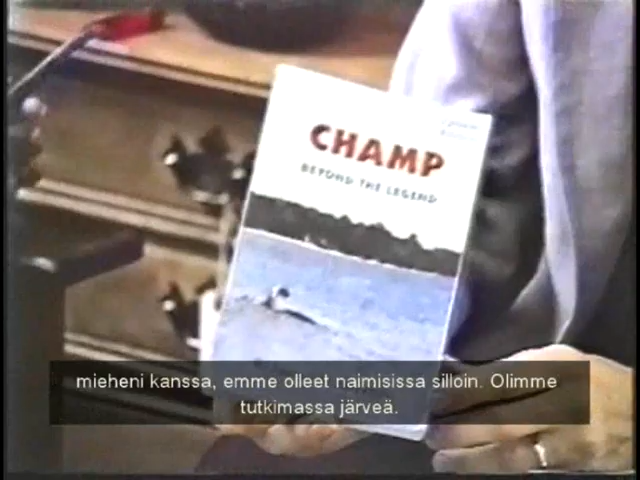 CHAMP
BEYOND THE LEGEND
mieheni kanssa, emme olleet naimisissa silloin. Olimme
tutkimassa järveä.